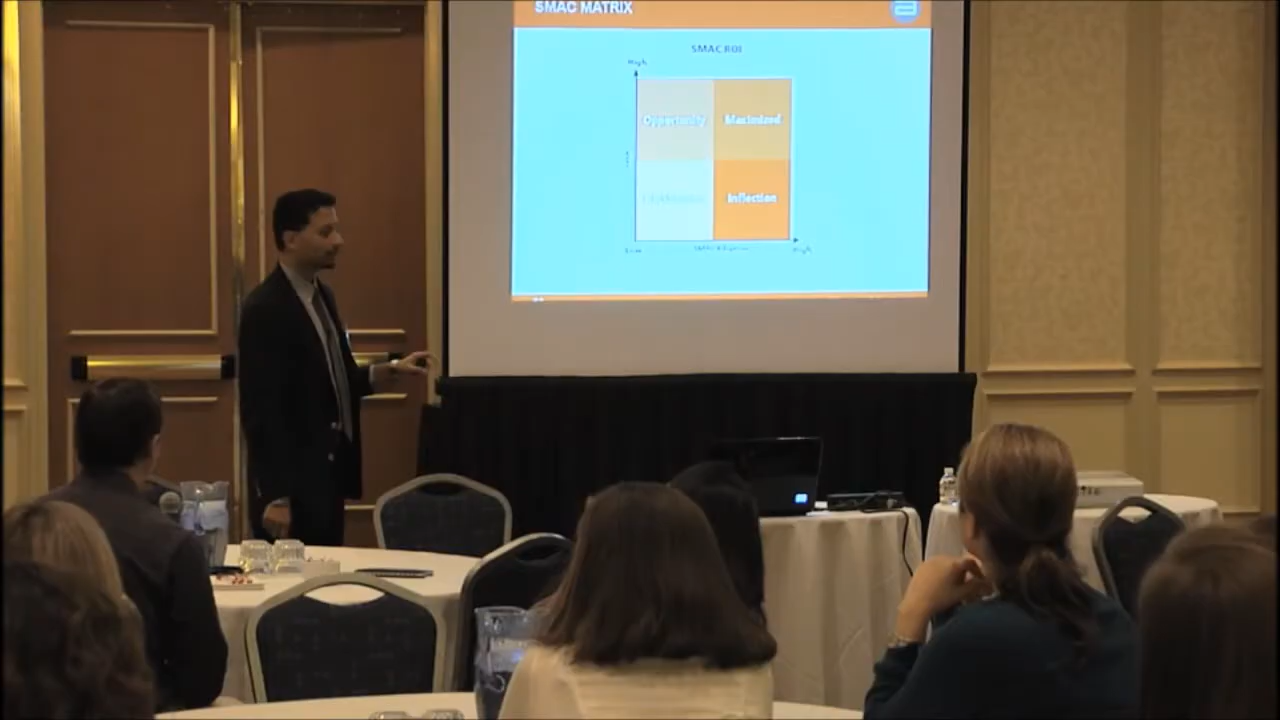 SMAC MATRIX
SMAC ROI
High
Opportunity
Maximized
Inflection
Low
High